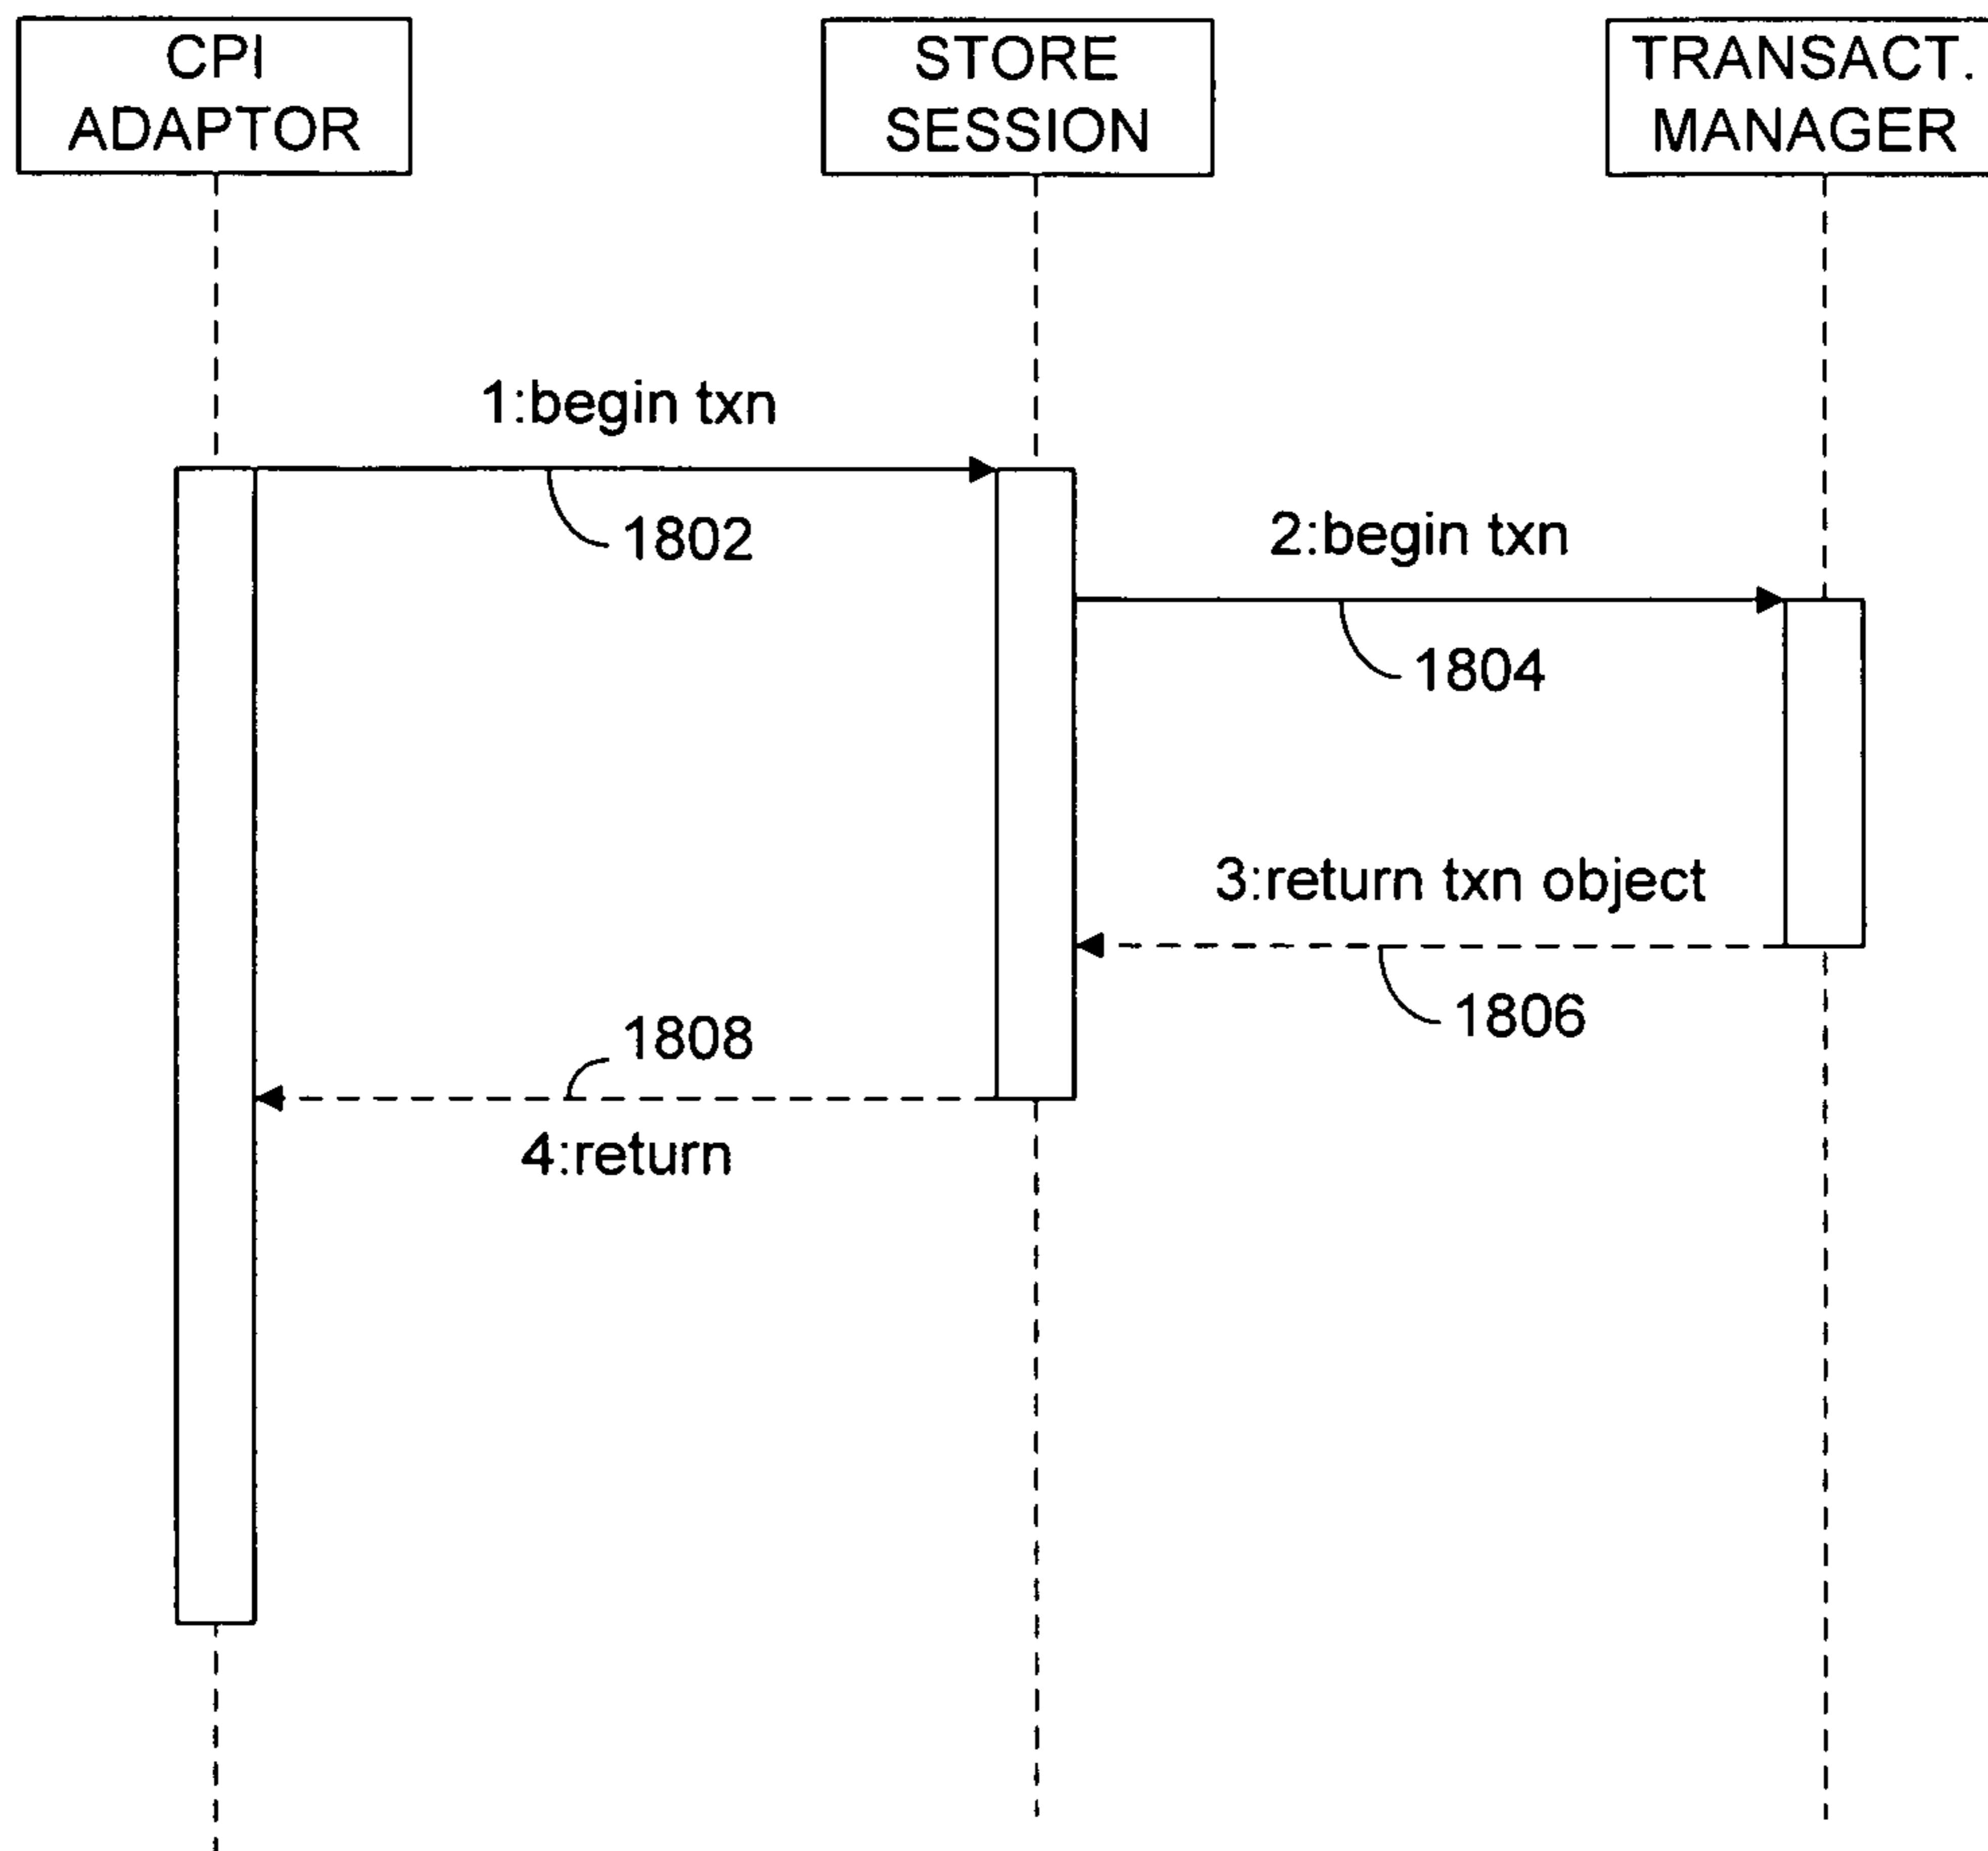 CPI
ADAPTOR
STORE
SESSION
TRANSACT.
MANAGER
1:begin txn
1802
2:begin txn
1804
3:return txn object
1806
1808
4:return